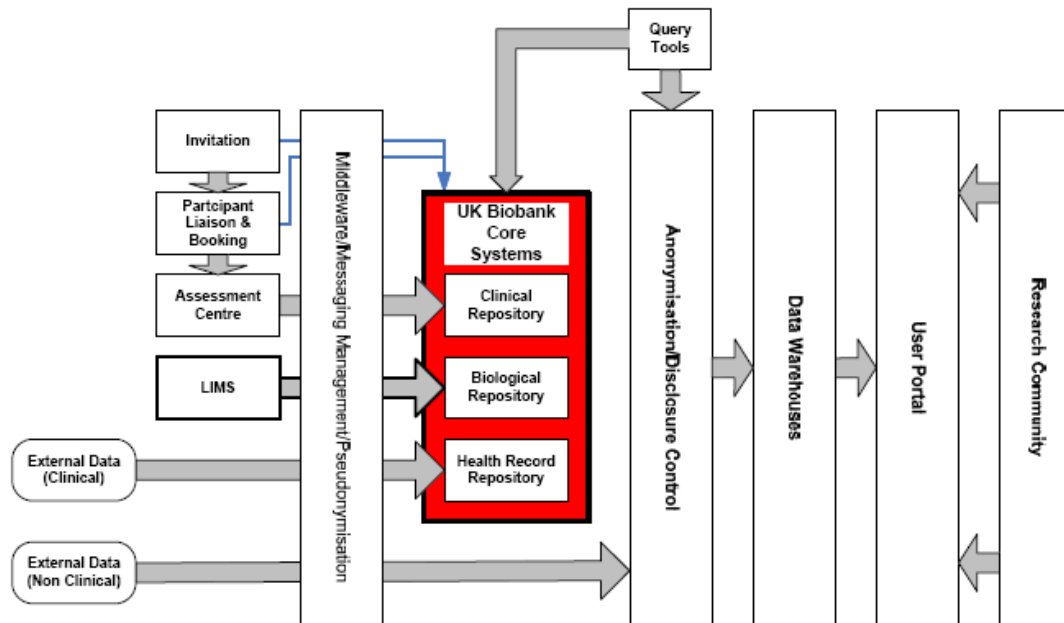 Query
Tools
Invitation
Partcipant
Liaison &
Booking
Assessment
Centre
LIMS
External Data
(Clinical)
External Data
(Non Clinical)
Middleware/Messaging Management/Pseudonymisation
UK Biobank
Core
Systems
Clinical
Repository
Biological
Repository
Health Record
Repository
Anonymisation/Disclosure Control
Data Warehouses
User Portal
Research Community